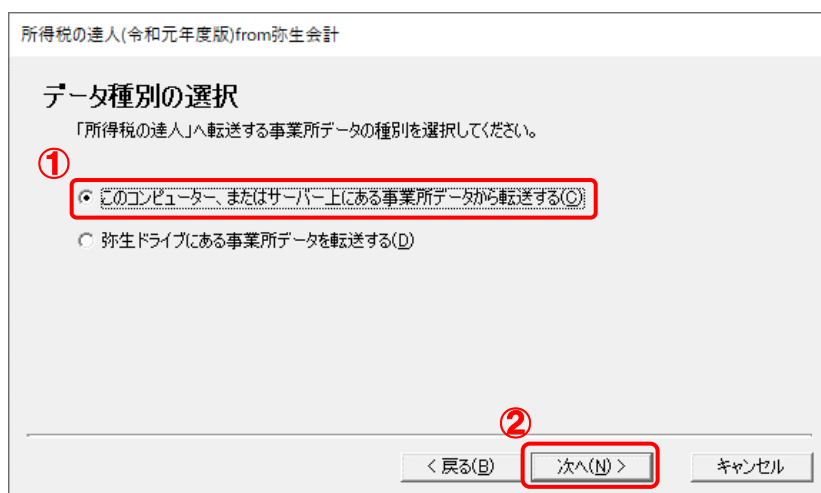 所得税の達人(令和元年度版)from弥生会計
データ種別の選択
「所得税の達人」へ転送する事業所データの種別を選択してください。
①
このコンピューター、またはサーバー上にある事業所データから転送する(C)
弥生ドライブにある事業所データを転送する(D)
②
< 戻る(B) 次へ(N) > キャンセル